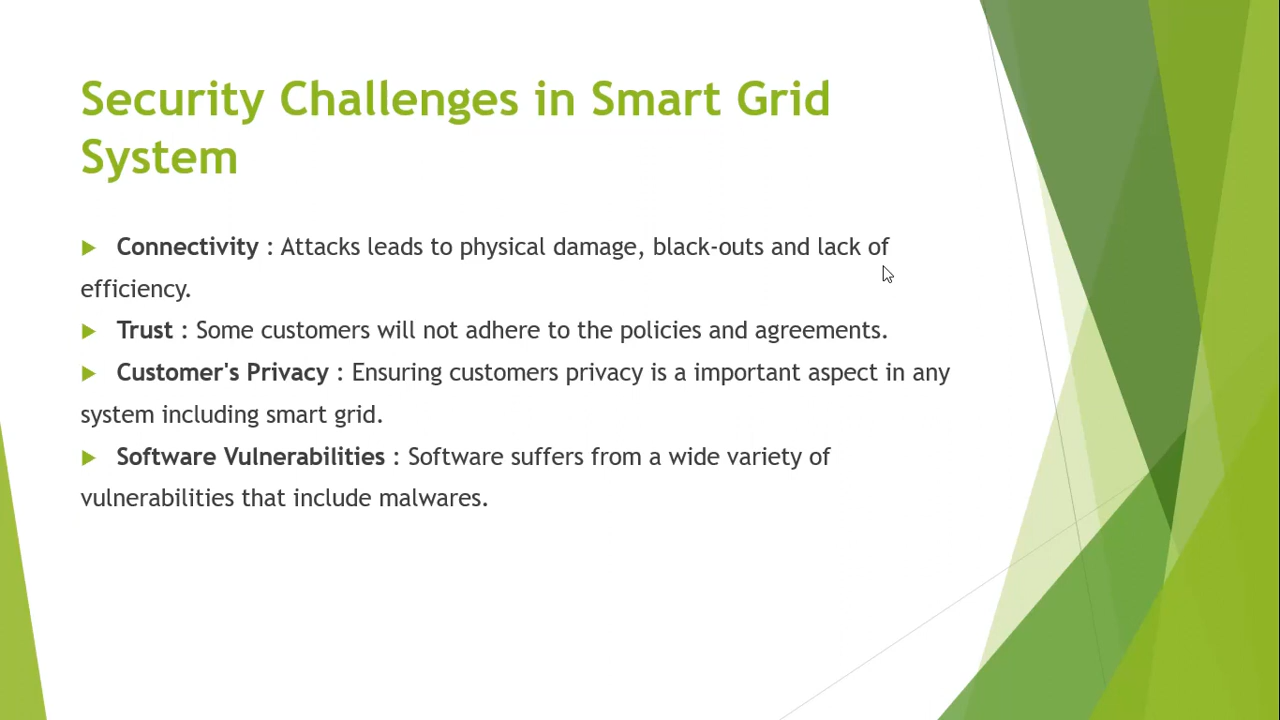 Security Challenges in Smart Grid
System
Connectivity : Attacks leads to physical damage, black-outs and lack of
efficiency.
Trust : Some customers will not adhere to the policies and agreements.
Customer's Privacy : Ensuring customers privacy is a important aspect in any
system including smart grid.
Software Vulnerabilities : Software suffers from a wide variety of
vulnerabilities that include malwares.